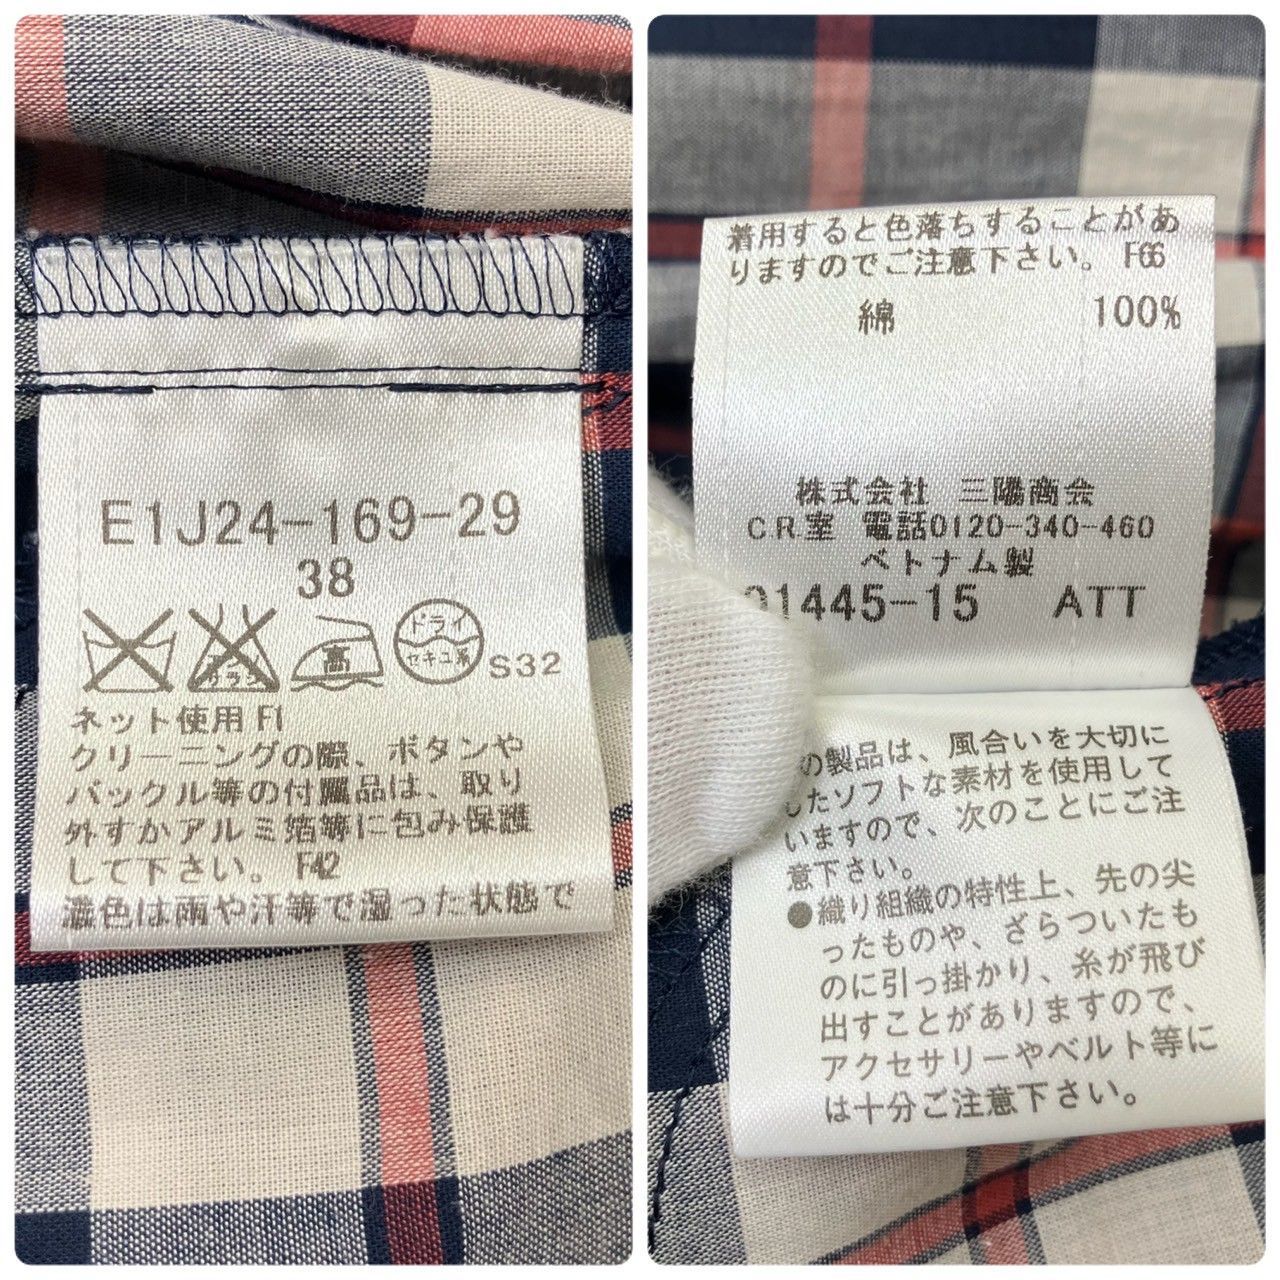 E1J24-169-29
38
高
ドライ
セキユ系
S32
ネット使用 F1
クリーニングの際、ボタンや
バックル等の付属品は、取り
外すかアルミ箔等に包み保護
して下さい。 F42
濃色は雨や汗等で湿った状態で
着用すると色落ちすることがあ
りますのでご注意下さい。 F66
綿 100%
株式会社 三陽商会
C.R.室 電話0120-340-460
ベトナム製
01445-15 ATT
の製品は、風合いを大切に
したソフトな素材を使用して
いますので、次のことにご注
意下さい。
●織り組織の特性上、先の尖
ったものや、ざらついたも
のに引っ掛かり、糸が飛び
出すことがありますので、
アクセサリーやベルト等に
は十分ご注意下さい。